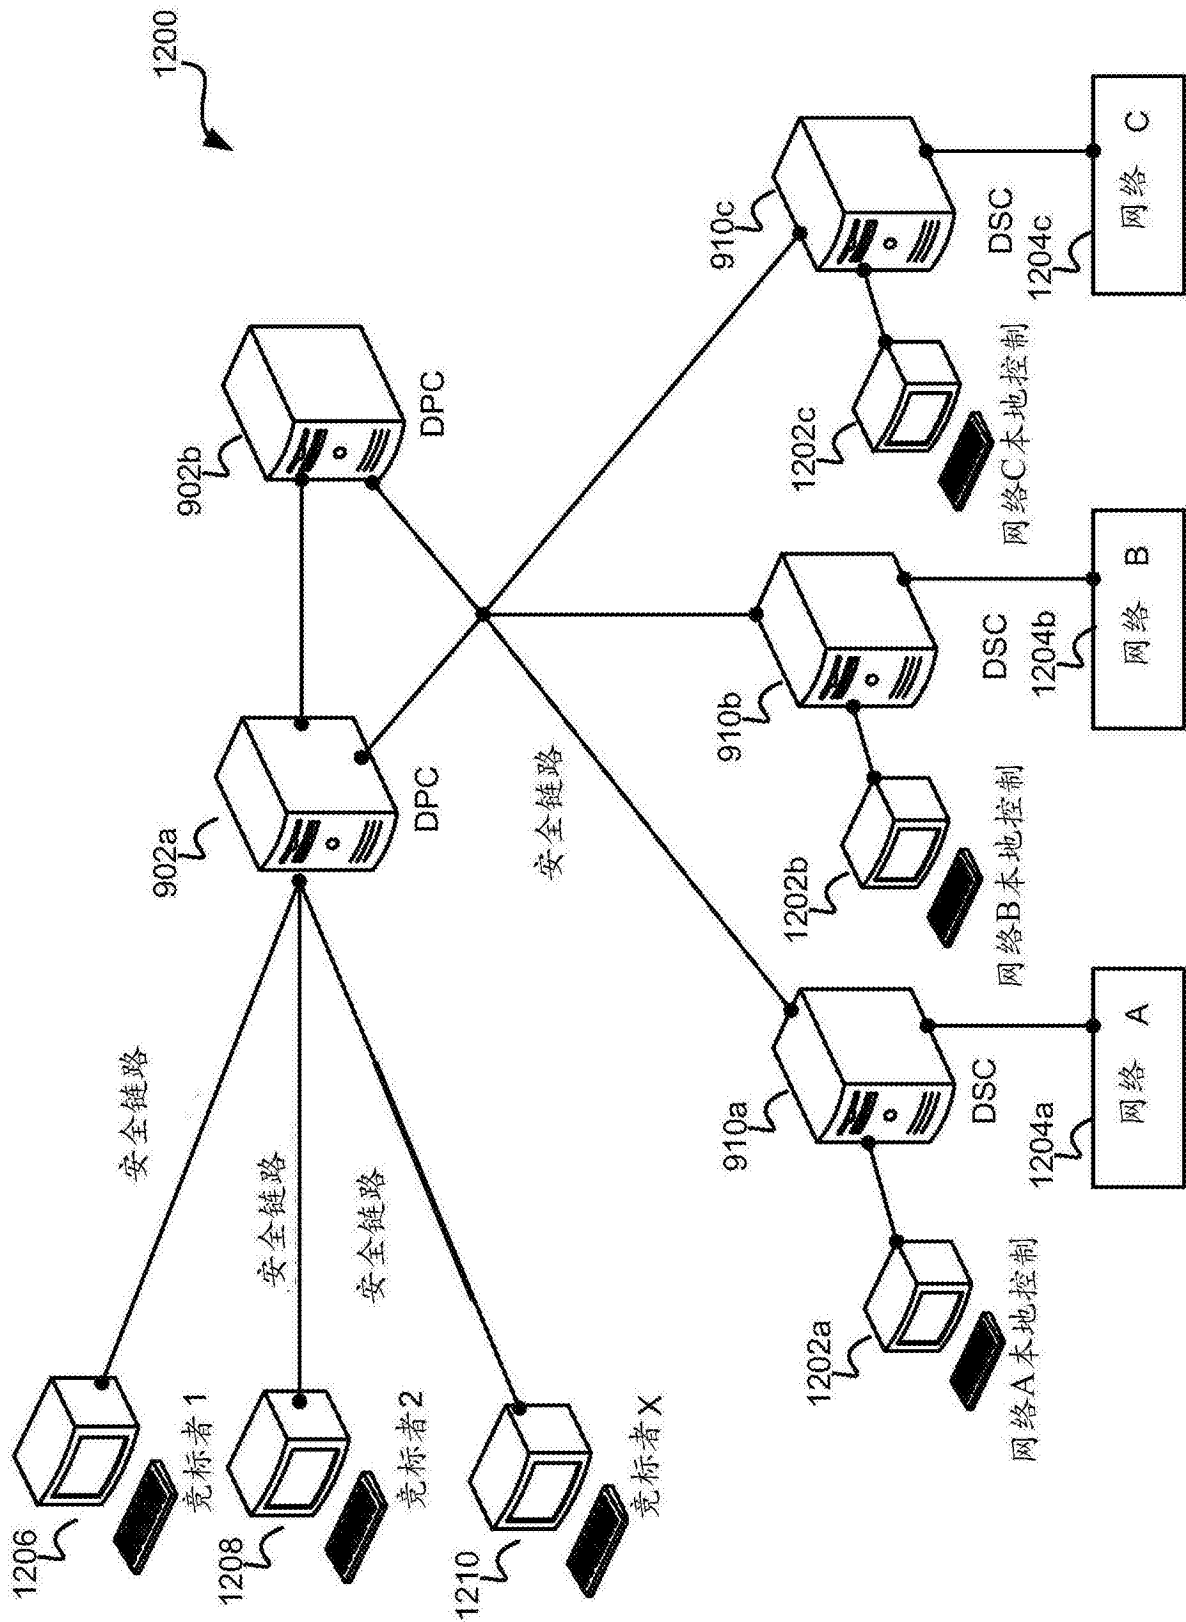 1200
1206
竞标者 1
安全链路
1208
竞标者 2
安全链路
1210
竞标者 X
安全链路
902a
DPC
902b
DPC
安全链路
910a
DSC
1202a
网络A本地控制
1204a
网络 A
910b
DSC
1202b
网络B本地控制
1204b
网络 B
910c
DSC
1202c
网络C本地控制
1204c
网络 C